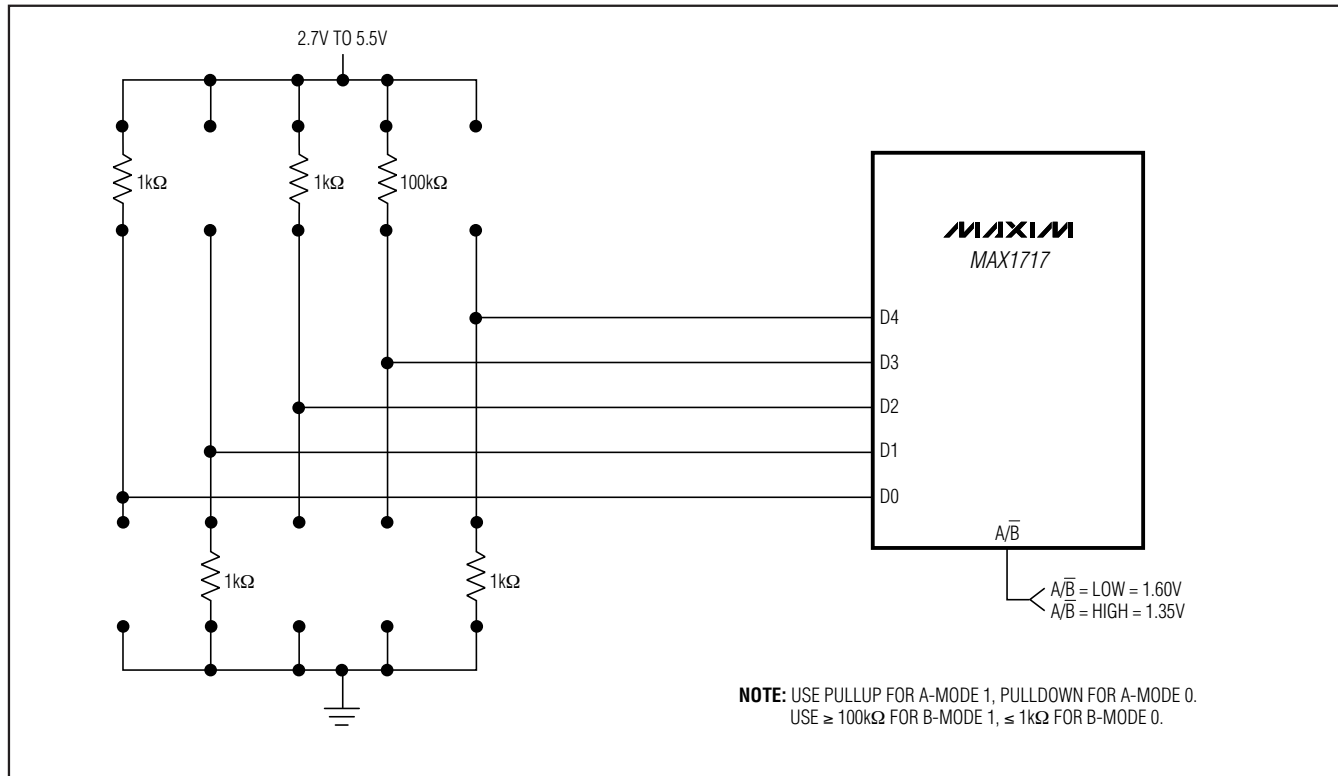 2.7V TO 5.5V
1kΩ
1kΩ
100kΩ
MAXIM
MAX1717
D4
D3
D2
D1
D0
A/B̅
1kΩ
1kΩ
A/B̅ = LOW = 1.60V
A/B̅ = HIGH = 1.35V
NOTE: USE PULLUP FOR A-MODE 1, PULLDOWN FOR A-MODE 0.
USE ≥ 100kΩ FOR B-MODE 1, ≤ 1kΩ FOR B-MODE 0.